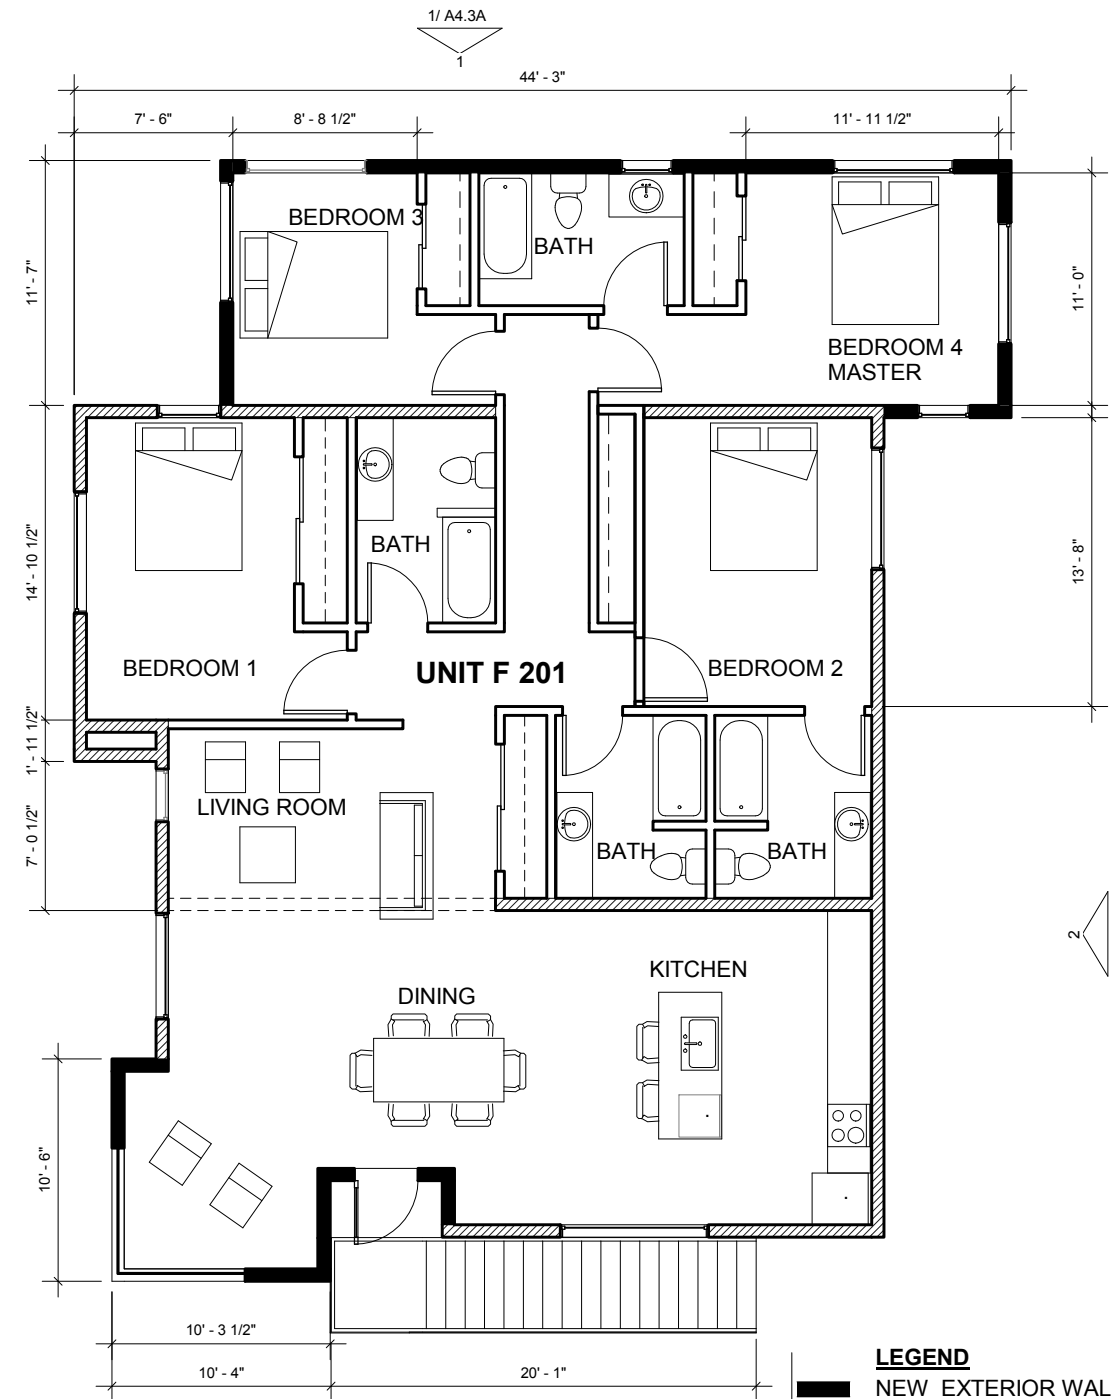 1/ A4.3A
1
44' - 3"
7' - 6"
8' - 8 1/2"
11' - 11 1/2"
BEDROOM 3
BATH
11' - 7"
11' - 0"
BEDROOM 4
MASTER
14' - 10 1/2"
BATH
13' - 8"
BEDROOM 1
UNIT F 201
BEDROOM 2
1' - 11 1/2"
LIVING ROOM
7' - 0 1/2"
BATH
BATH
2
KITCHEN
DINING
10' - 6"
10' - 3 1/2"
10' - 4"
20' - 1"
LEGEND
NEW EXTERIOR WAL